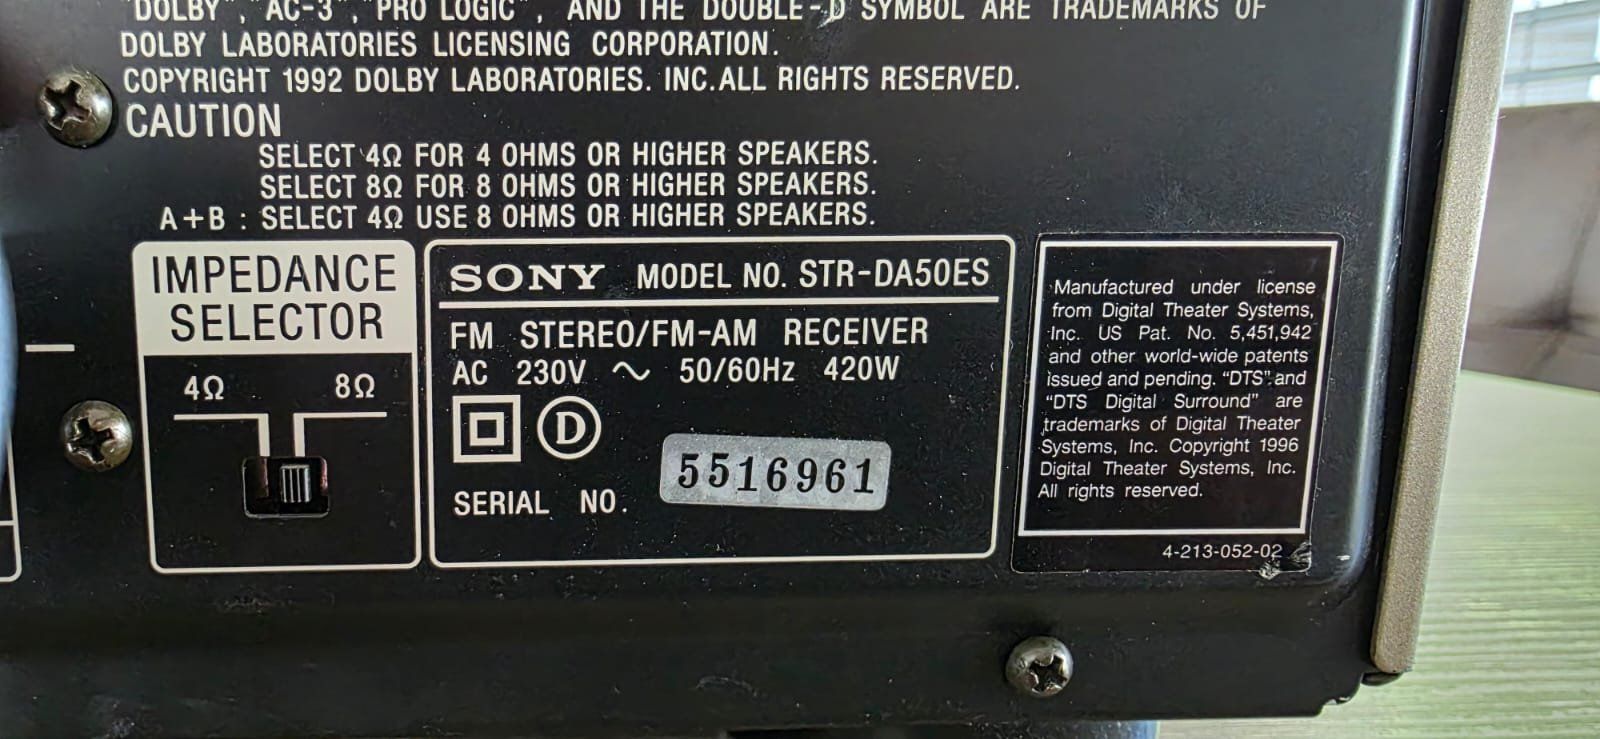 "DOLBY", "AC-3", "PRO LOGIC", AND THE DOUBLE-D SYMBOL ARE TRADEMARKS OF
DOLBY LABORATORIES LICENSING CORPORATION.
COPYRIGHT 1992 DOLBY LABORATORIES. INC.ALL RIGHTS RESERVED.
CAUTION
SELECT 4Ω FOR 4 OHMS OR HIGHER SPEAKERS.
SELECT 8Ω FOR 8 OHMS OR HIGHER SPEAKERS.
A+B : SELECT 4Ω USE 8 OHMS OR HIGHER SPEAKERS.
IMPEDANCE
SELECTOR
4Ω 8Ω
SONY MODEL NO. STR-DA50ES
FM STEREO/FM-AM RECEIVER
AC 230V ~ 50/60Hz 420W
D
SERIAL NO. 5516961
Manufactured under license
from Digital Theater Systems,
Inc. US Pat. No. 5,451,942
and other world-wide patents
issued and pending. "DTS" and
"DTS Digital Surround" are
trademarks of Digital Theater
Systems, Inc. Copyright 1996
Digital Theater Systems, Inc.
All rights reserved.
4-213-052-02